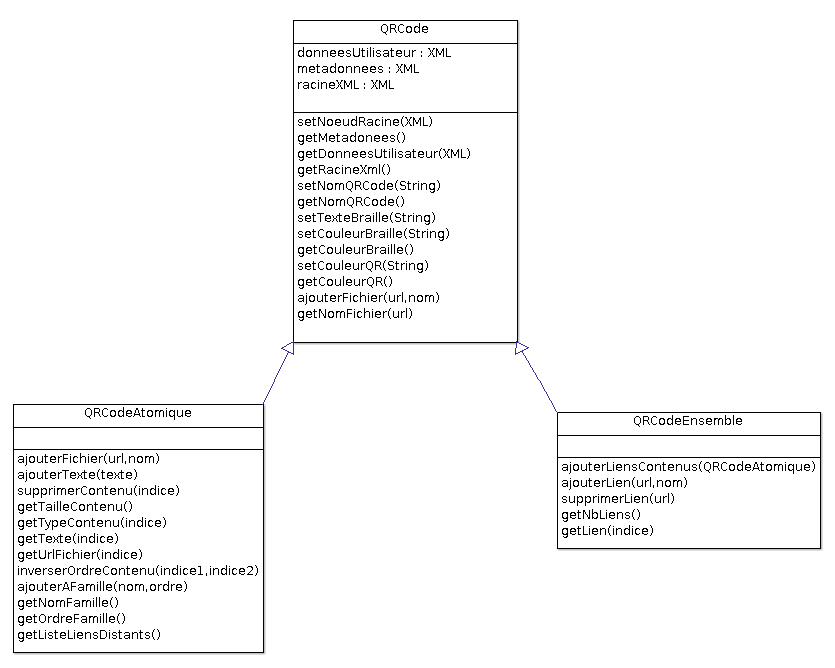 QRCode
donneesUtilisateur : XML
metadonnees : XML
racineXML : XML
setNoeudRacine(XML)
getMetadonees()
getDonneesUtilisateur(XML)
getRacineXml()
setNomQRCode(String)
getNomQRCode()
setTexteBraille(String)
setCouleurBraille(String)
getCouleurBraille()
setCouleurQR(String)
getCouleurQR()
ajouterFichier(url,nom)
getNomFichier(url)
QRCodeAtomique
ajouterFichier(url,nom)
ajouterTexte(texte)
supprimerContenu(indice)
getTailleContenu()
getTypeContenu(indice)
getTexte(indice)
getUrlFichier(indice)
inverserOrdreContenu(indice1,indice2)
ajouterAFamille(nom,ordre)
getNomFamille()
getOrdreFamille()
getListeLiensDistants()
QRCodeEnsemble
ajouterLiensContenus(QRCodeAtomique)
ajouterLien(url,nom)
supprimerLien(url)
getNbLiens()
getLien(indice)